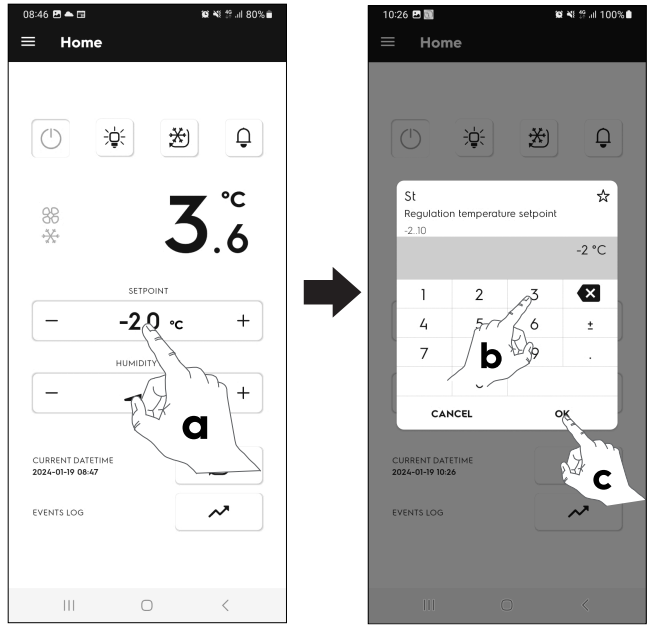 08:46 4G 80%
Home
3.6 °C
SETPOINT
− -2.0 °C +
HUMIDITY
− +
a
CURRENT DATETIME
2024-01-19 08:47
EVENTS LOG
10:26 4G 100%
Home
St
Regulation temperature setpoint
-2..10
-2 °C
1 2 3
4 5 6 ±
7 9 .
b
CANCEL OK
c
CURRENT DATETIME
2024-01-19 10:26
EVENTS LOG